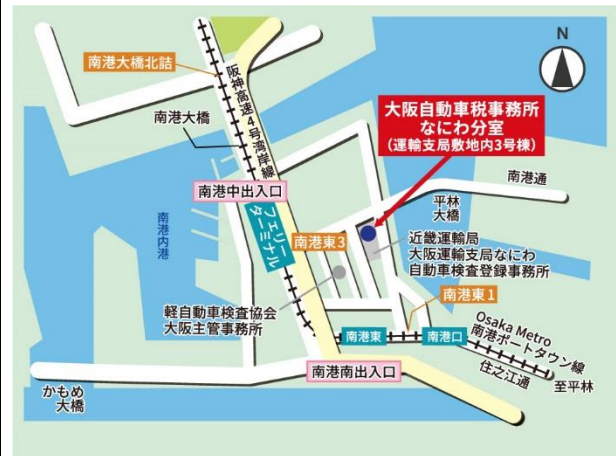 N
南港大橋北詰
阪神高速4号湾岸線
南港大橋
大阪自動車税事務所
なにわ分室
(運輸支局敷地内3号棟)
南港中出入口
南港通
平林
大橋
南港内港
フェリー
ターミナル
南港東3
近畿運輸局
大阪運輸支局なにわ
自動車検査登録事務所
軽自動車検査協会
大阪主管事務所
南港東1
南港東
南港口
Osaka Metro
南港ポートタウン線
住之江通
至平林
南港南出入口
かもめ
大橋